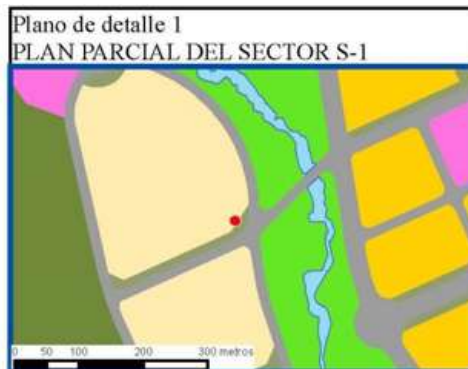 Plano de detalle 1
PLAN PARCIAL DEL SECTOR S-1
0 50 100 200 300 metros